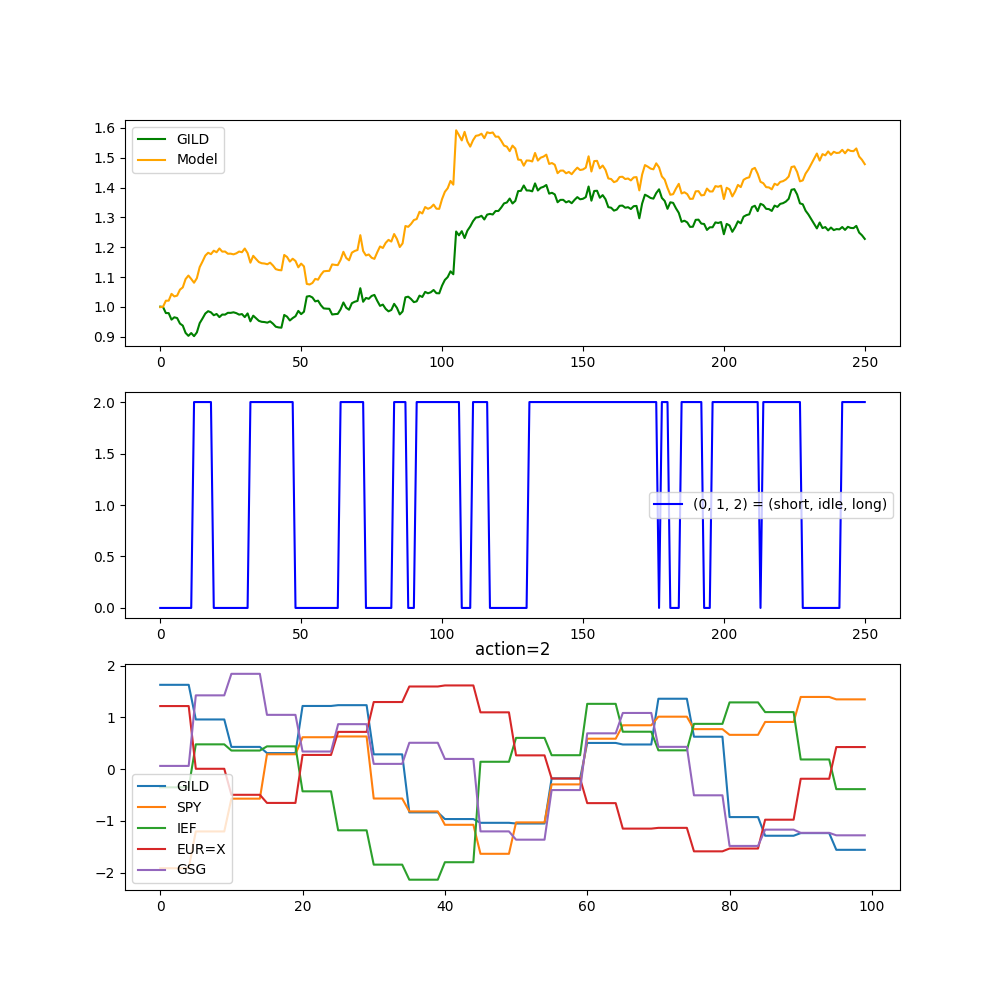 1.6
1.5
1.4
1.3
1.2
1.1
1.0
0.9
GILD
Model
0 50 100 150 200 250
2.0
1.5
1.0
0.5
0.0
(0, 1, 2) = (short, idle, long)
0 50 100 150 200 250
action=2
2
1
0
−1
−2
GILD
SPY
IEF
EUR=X
GSG
0 20 40 60 80 100